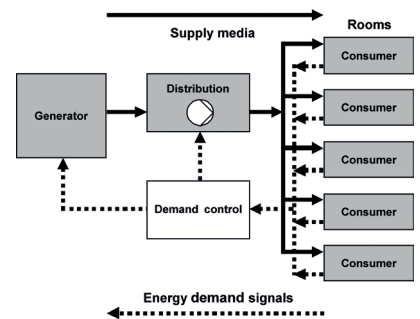 Supply media
Rooms
Consumer
Distribution
Generator
Consumer
Consumer
Demand control
Consumer
Consumer
Energy demand signals